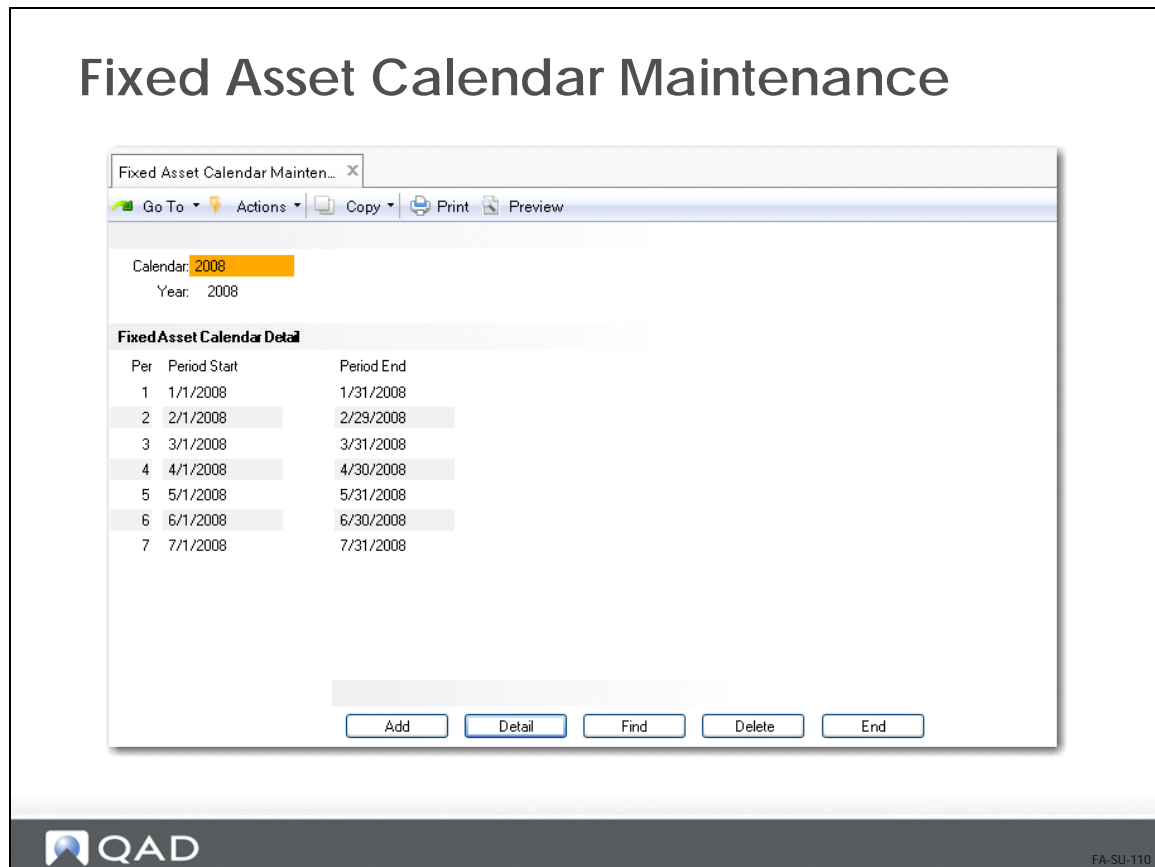 Fixed Asset Calendar Maintenance
Fixed Asset Calendar Mainten...
Go To Actions Copy Print Preview
Calendar: 2008
Year: 2008
Fixed Asset Calendar Detail
Per Period Start Period End
1 1/1/2008 1/31/2008
2 2/1/2008 2/29/2008
3 3/1/2008 3/31/2008
4 4/1/2008 4/30/2008
5 5/1/2008 5/31/2008
6 6/1/2008 6/30/2008
7 7/1/2008 7/31/2008
Add Detail Find Delete End
QAD
FA-SU-110